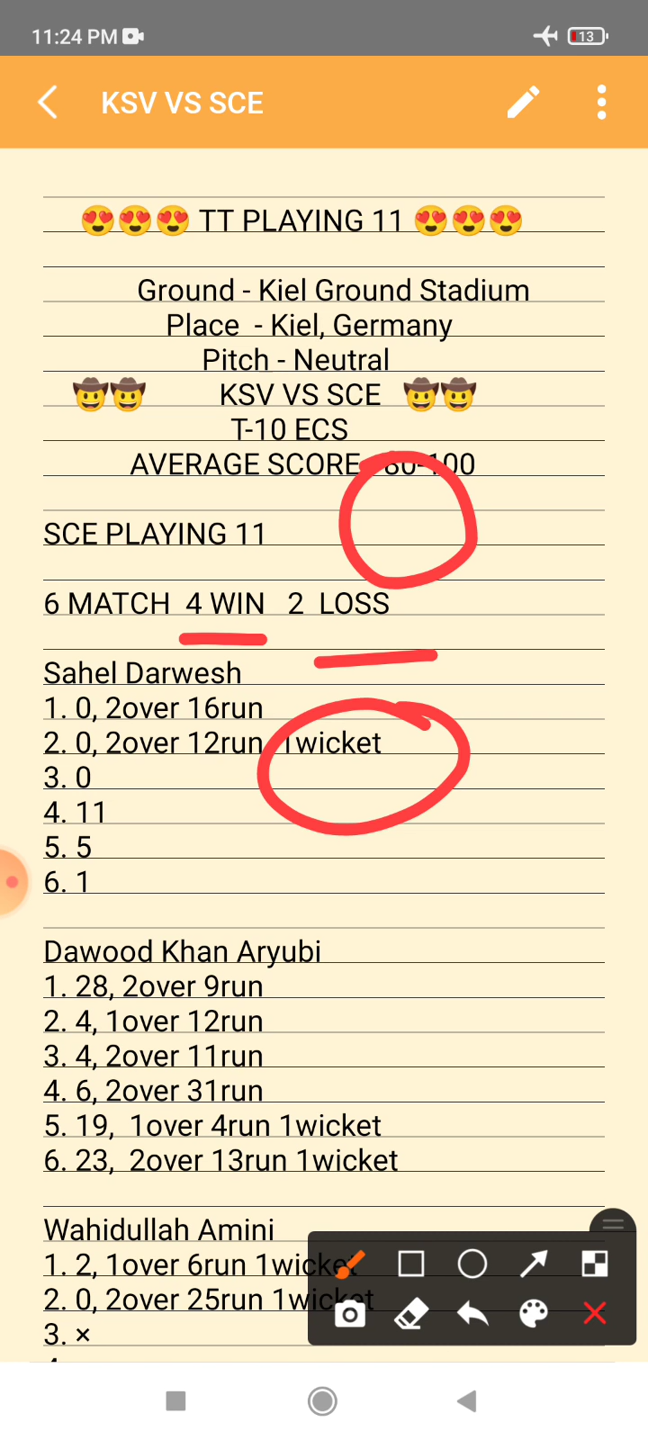 11:24 PM
13
KSV VS SCE
😍😍😍 TT PLAYING 11 😍😍😍
Ground - Kiel Ground Stadium
Place - Kiel, Germany
Pitch - Neutral
🤠🤠 KSV VS SCE 🤠🤠
T-10 ECS
AVERAGE SCORE 80-100
SCE PLAYING 11
6 MATCH 4 WIN 2 LOSS
Sahel Darwesh
1. 0, 2over 16run
2. 0, 2over 12run 1wicket
3. 0
4. 11
5. 5
6. 1
Dawood Khan Aryubi
1. 28, 2over 9run
2. 4, 1over 12run
3. 4, 2over 11run
4. 6, 2over 31run
5. 19, 1over 4run 1wicket
6. 23, 2over 13run 1wicket
Wahidullah Amini
1. 2, 1over 6run 1wicket
2. 0, 2over 25run 1wicket
3. ×